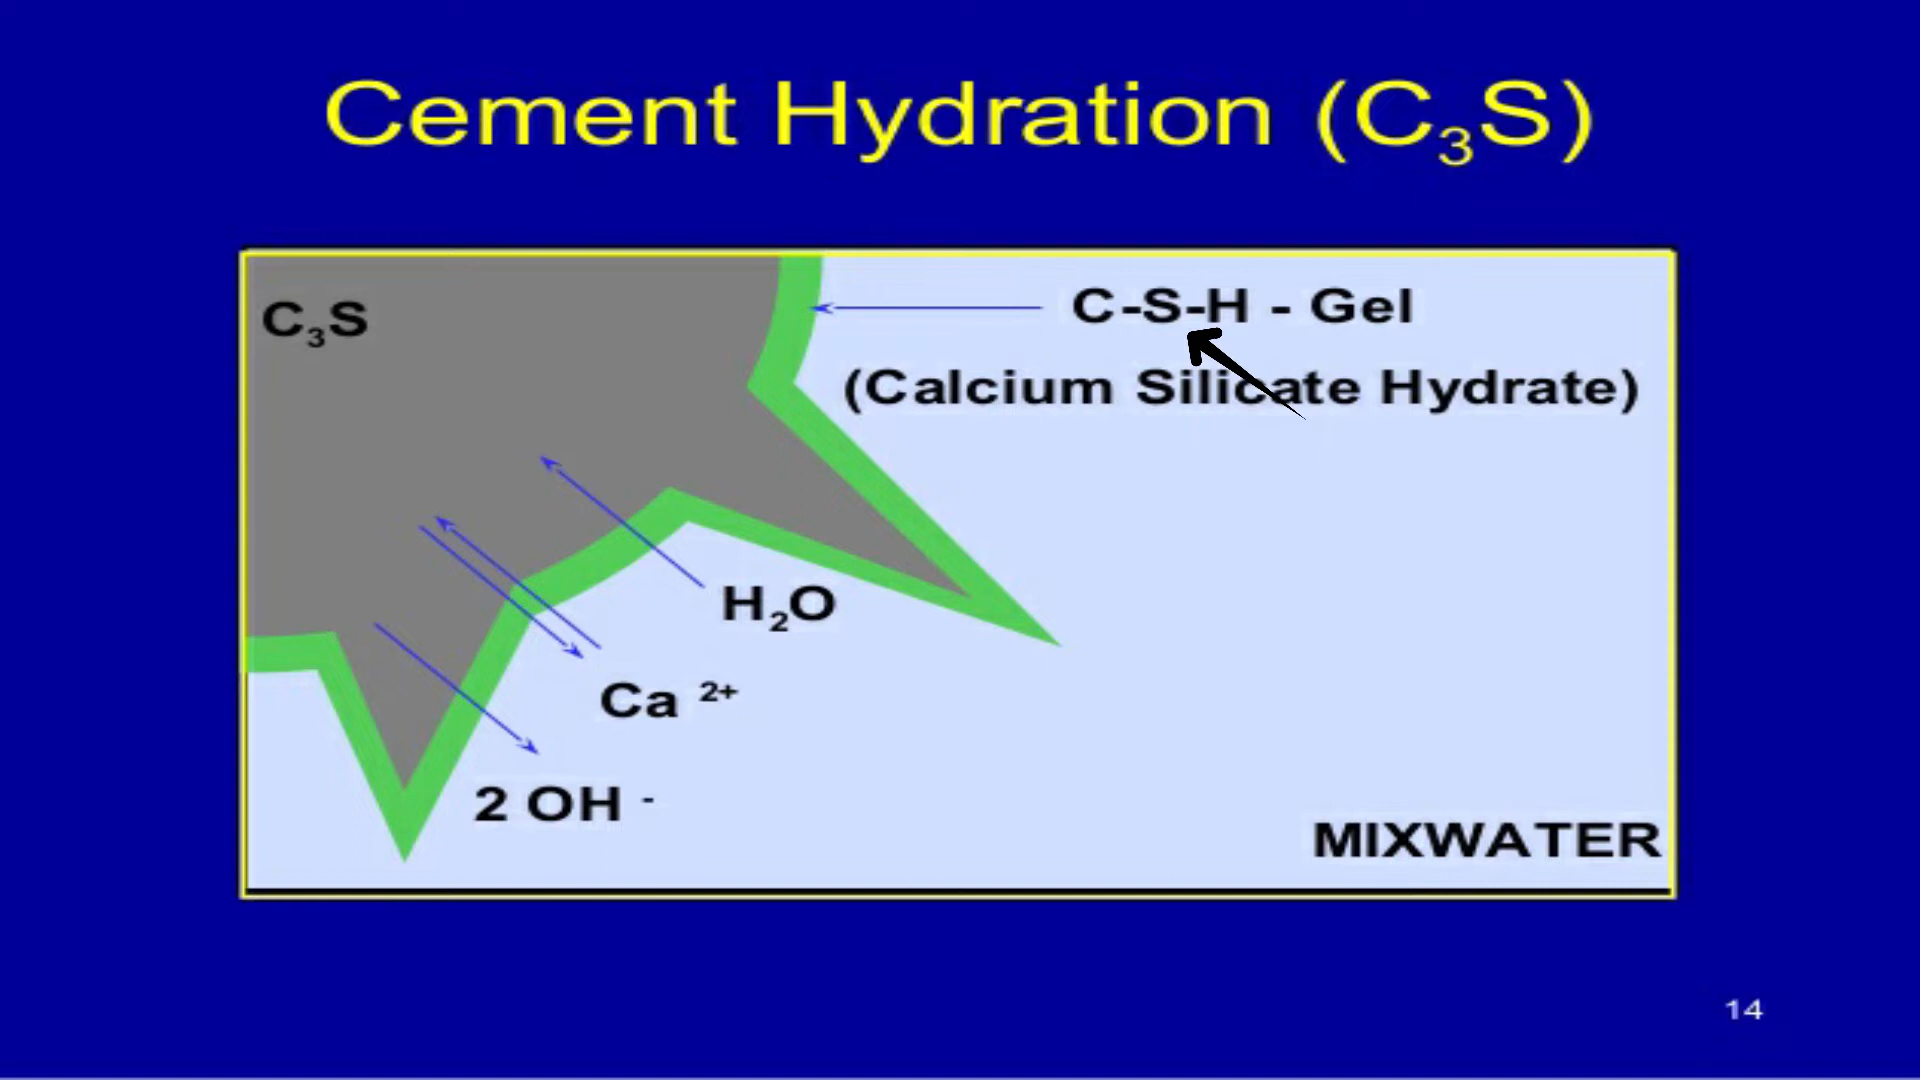 Cement Hydration (C₃S)
C₃S
C-S-H - Gel
(Calcium Silicate Hydrate)
H₂O
Ca ²⁺
2 OH ⁻
MIXWATER
14